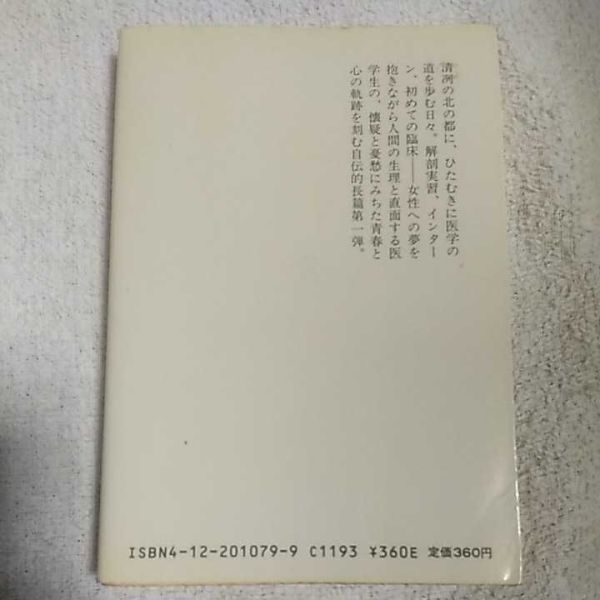 清冽の北の都に、ひたむきに医学の
道を歩む日々。解剖実習、インター
ン、初めての臨床――女性への夢を
抱きながら人間の生理と直面する医
学生の、懐疑と憂愁にみちた青春と
心の軌跡を刻む自伝的長篇第一弾。
ISBN4-12-201079-9 C1193 ¥360E 定価360円